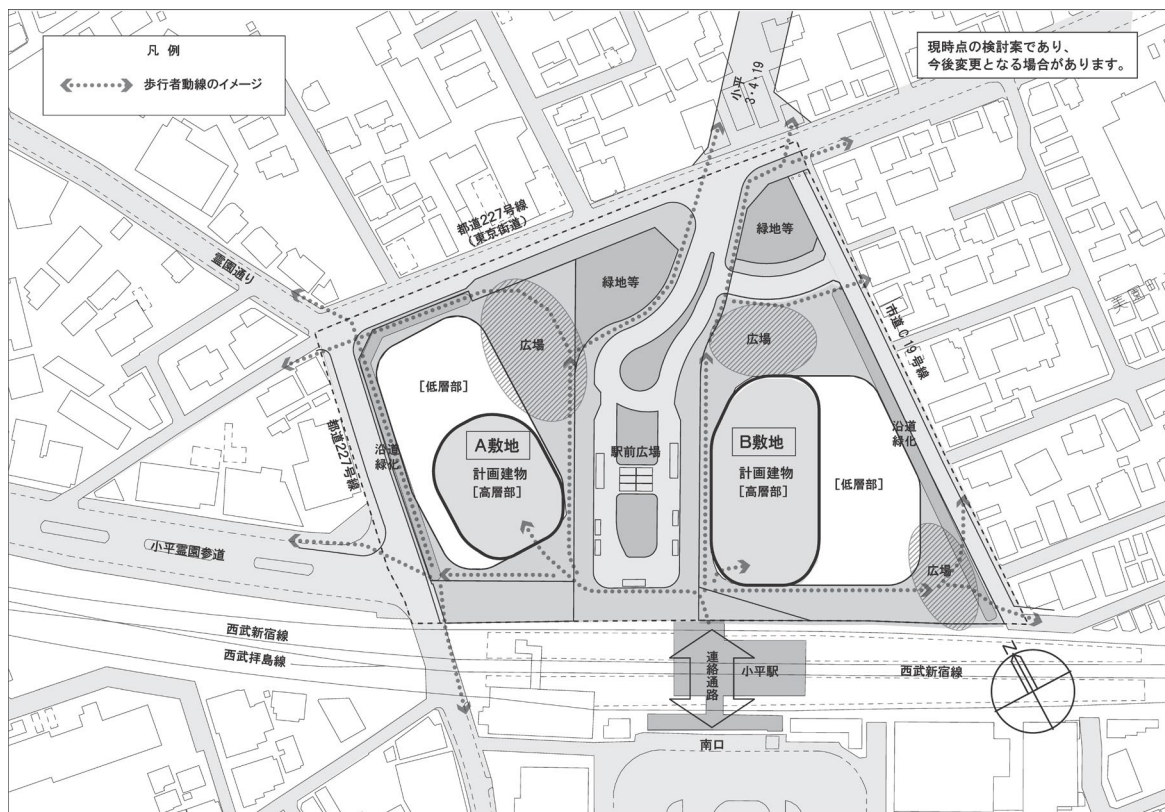 凡 例
歩行者動線のイメージ
現時点の検討案であり、
今後変更となる場合があります。
小平
3・4・19
都道227号線
(東京街道)
霊園通り
緑地等
緑地等
美園町
市道C19号線
広場
広場
[低層部]
A敷地
計画建物
[高層部]
駅前広場
B敷地
計画建物
[高層部]
[低層部]
沿道
緑化
沿道
緑化
都道227号線
小平霊園参道
広場
西武新宿線
西武拝島線
連絡通路
小平駅
西武新宿線
南口
N